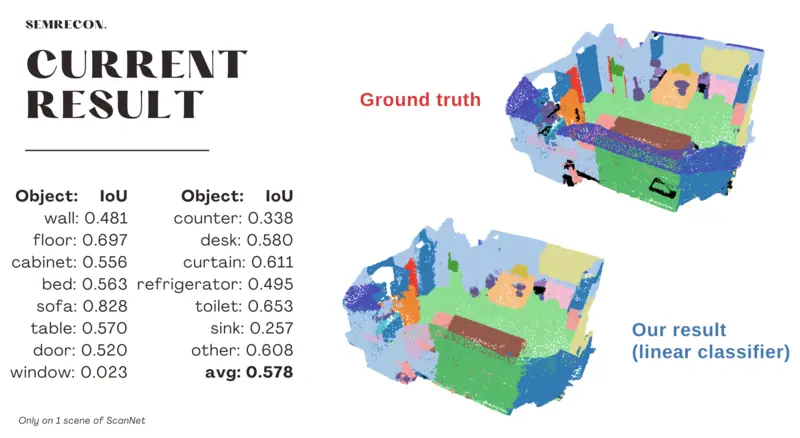 SEMRECON.
CURRENT
RESULT
Ground truth
Object: IoU
wall: 0.481
floor: 0.697
cabinet: 0.556
bed: 0.563
sofa: 0.828
table: 0.570
door: 0.520
window: 0.023
Object: IoU
counter: 0.338
desk: 0.580
curtain: 0.611
refrigerator: 0.495
toilet: 0.653
sink: 0.257
other: 0.608
avg: 0.578
Our result
(linear classifier)
Only on 1 scene of ScanNet